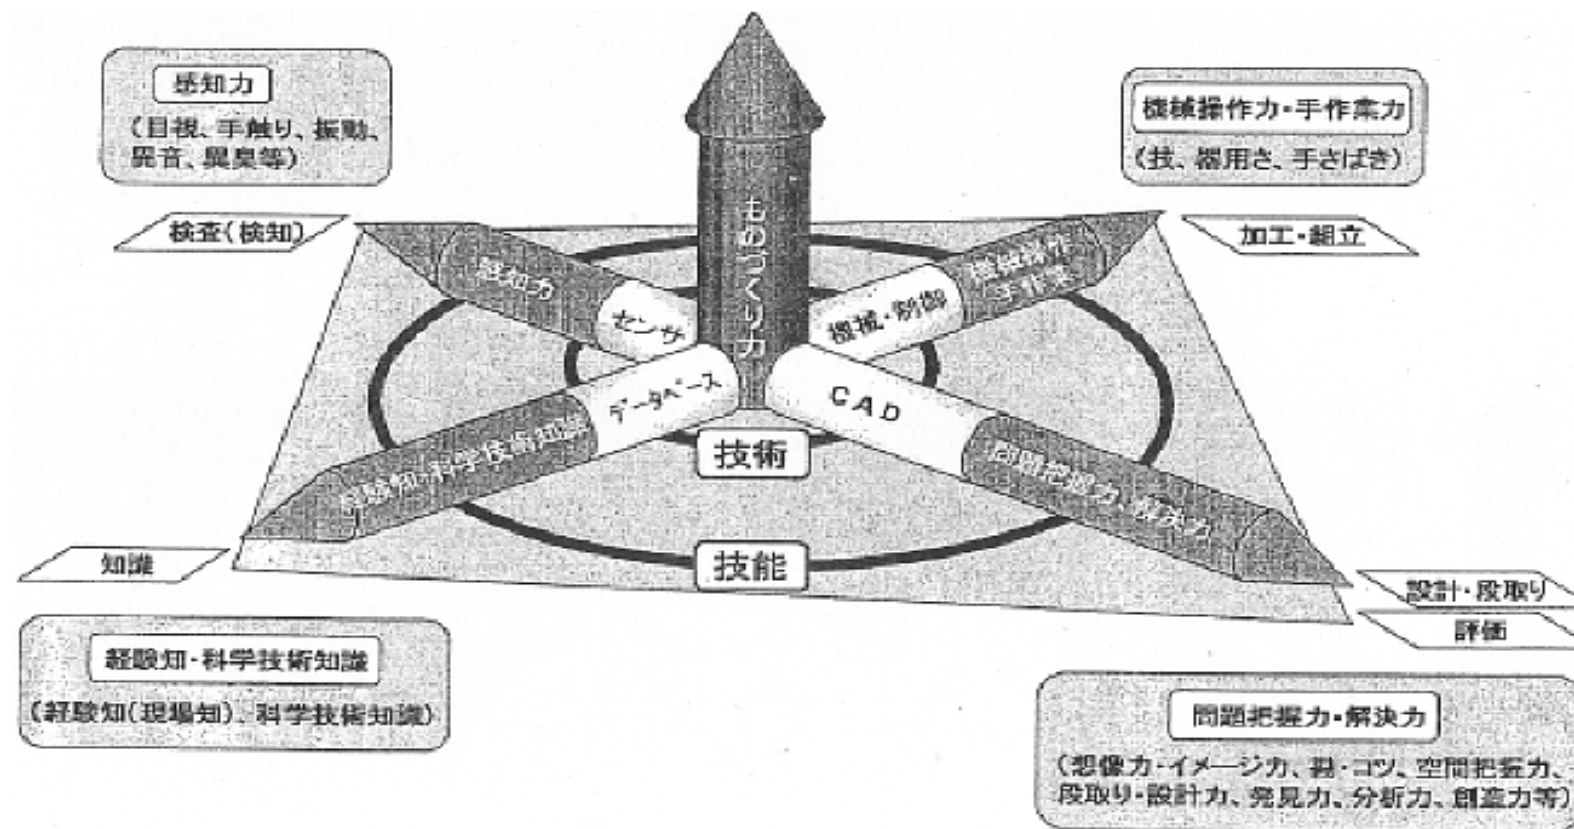 感知力
(目視、手触り、振動、
異音、異臭等)
機械操作力・手作業力
(技、器用さ、手さばき)
検査(検知)
加工・組立
ものづくり力
感知力
センサ
機械・制御
機械操作
手作業
データベース
CAD
経験知・科学技術知識
問題把握力・解決力
技術
技能
知識
設計・段取り
評価
経験知・科学技術知識
(経験知(現場知)、科学技術知識)
問題把握力・解決力
(想像力・イメージ力、勘・コツ、空間把握力、
段取り・設計力、発見力、分析力、創造力等)